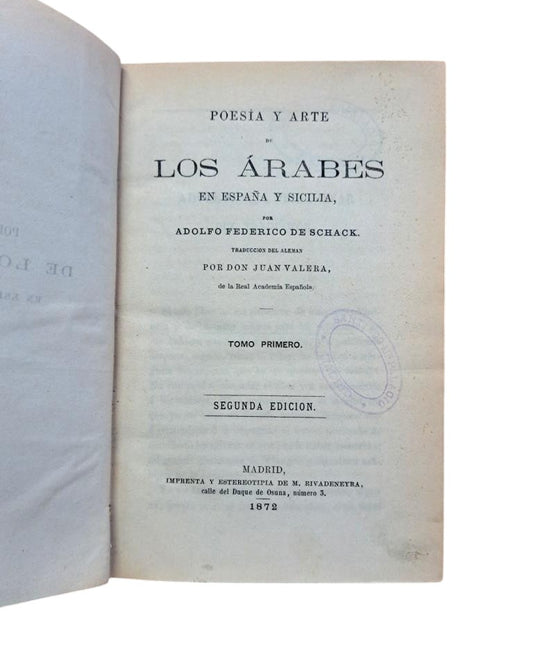 POESÍA Y ARTE
DE
LOS ÁRABES
EN ESPAÑA Y SICILIA,
POR
ADOLFO FEDERICO DE SCHACK.
TRADUCCION DEL ALEMAN
POR DON JUAN VALERA,
de la Real Academia Española.
TOMO PRIMERO.
SEGUNDA EDICION.
MADRID,
IMPRENTA Y ESTEREOTIPIA DE M. RIVADENEYRA,
calle del Duque de Osuna, número 3.
1872